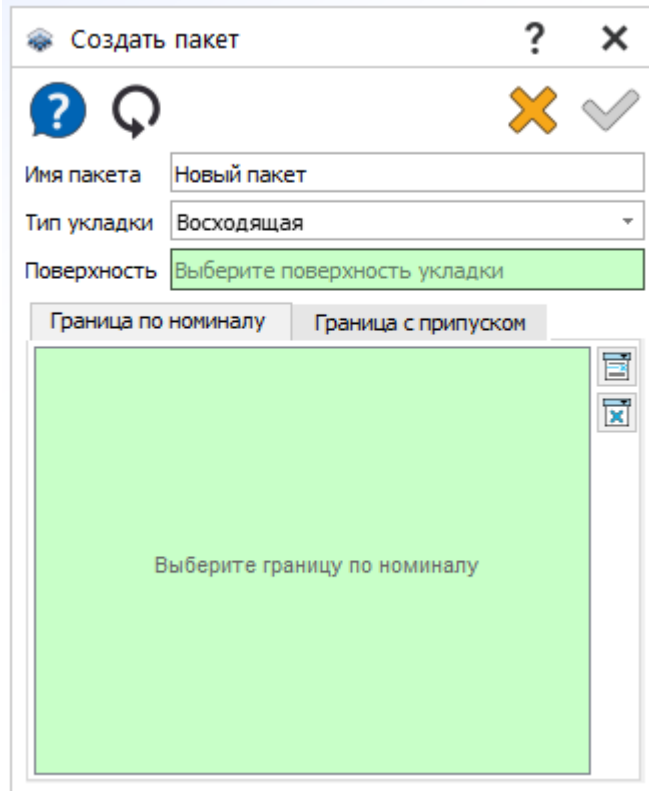 Создать пакет
Имя пакета Новый пакет
Тип укладки Восходящая
Поверхность Выберите поверхность укладки
Граница по номиналу Граница с припуском
Выберите границу по номиналу